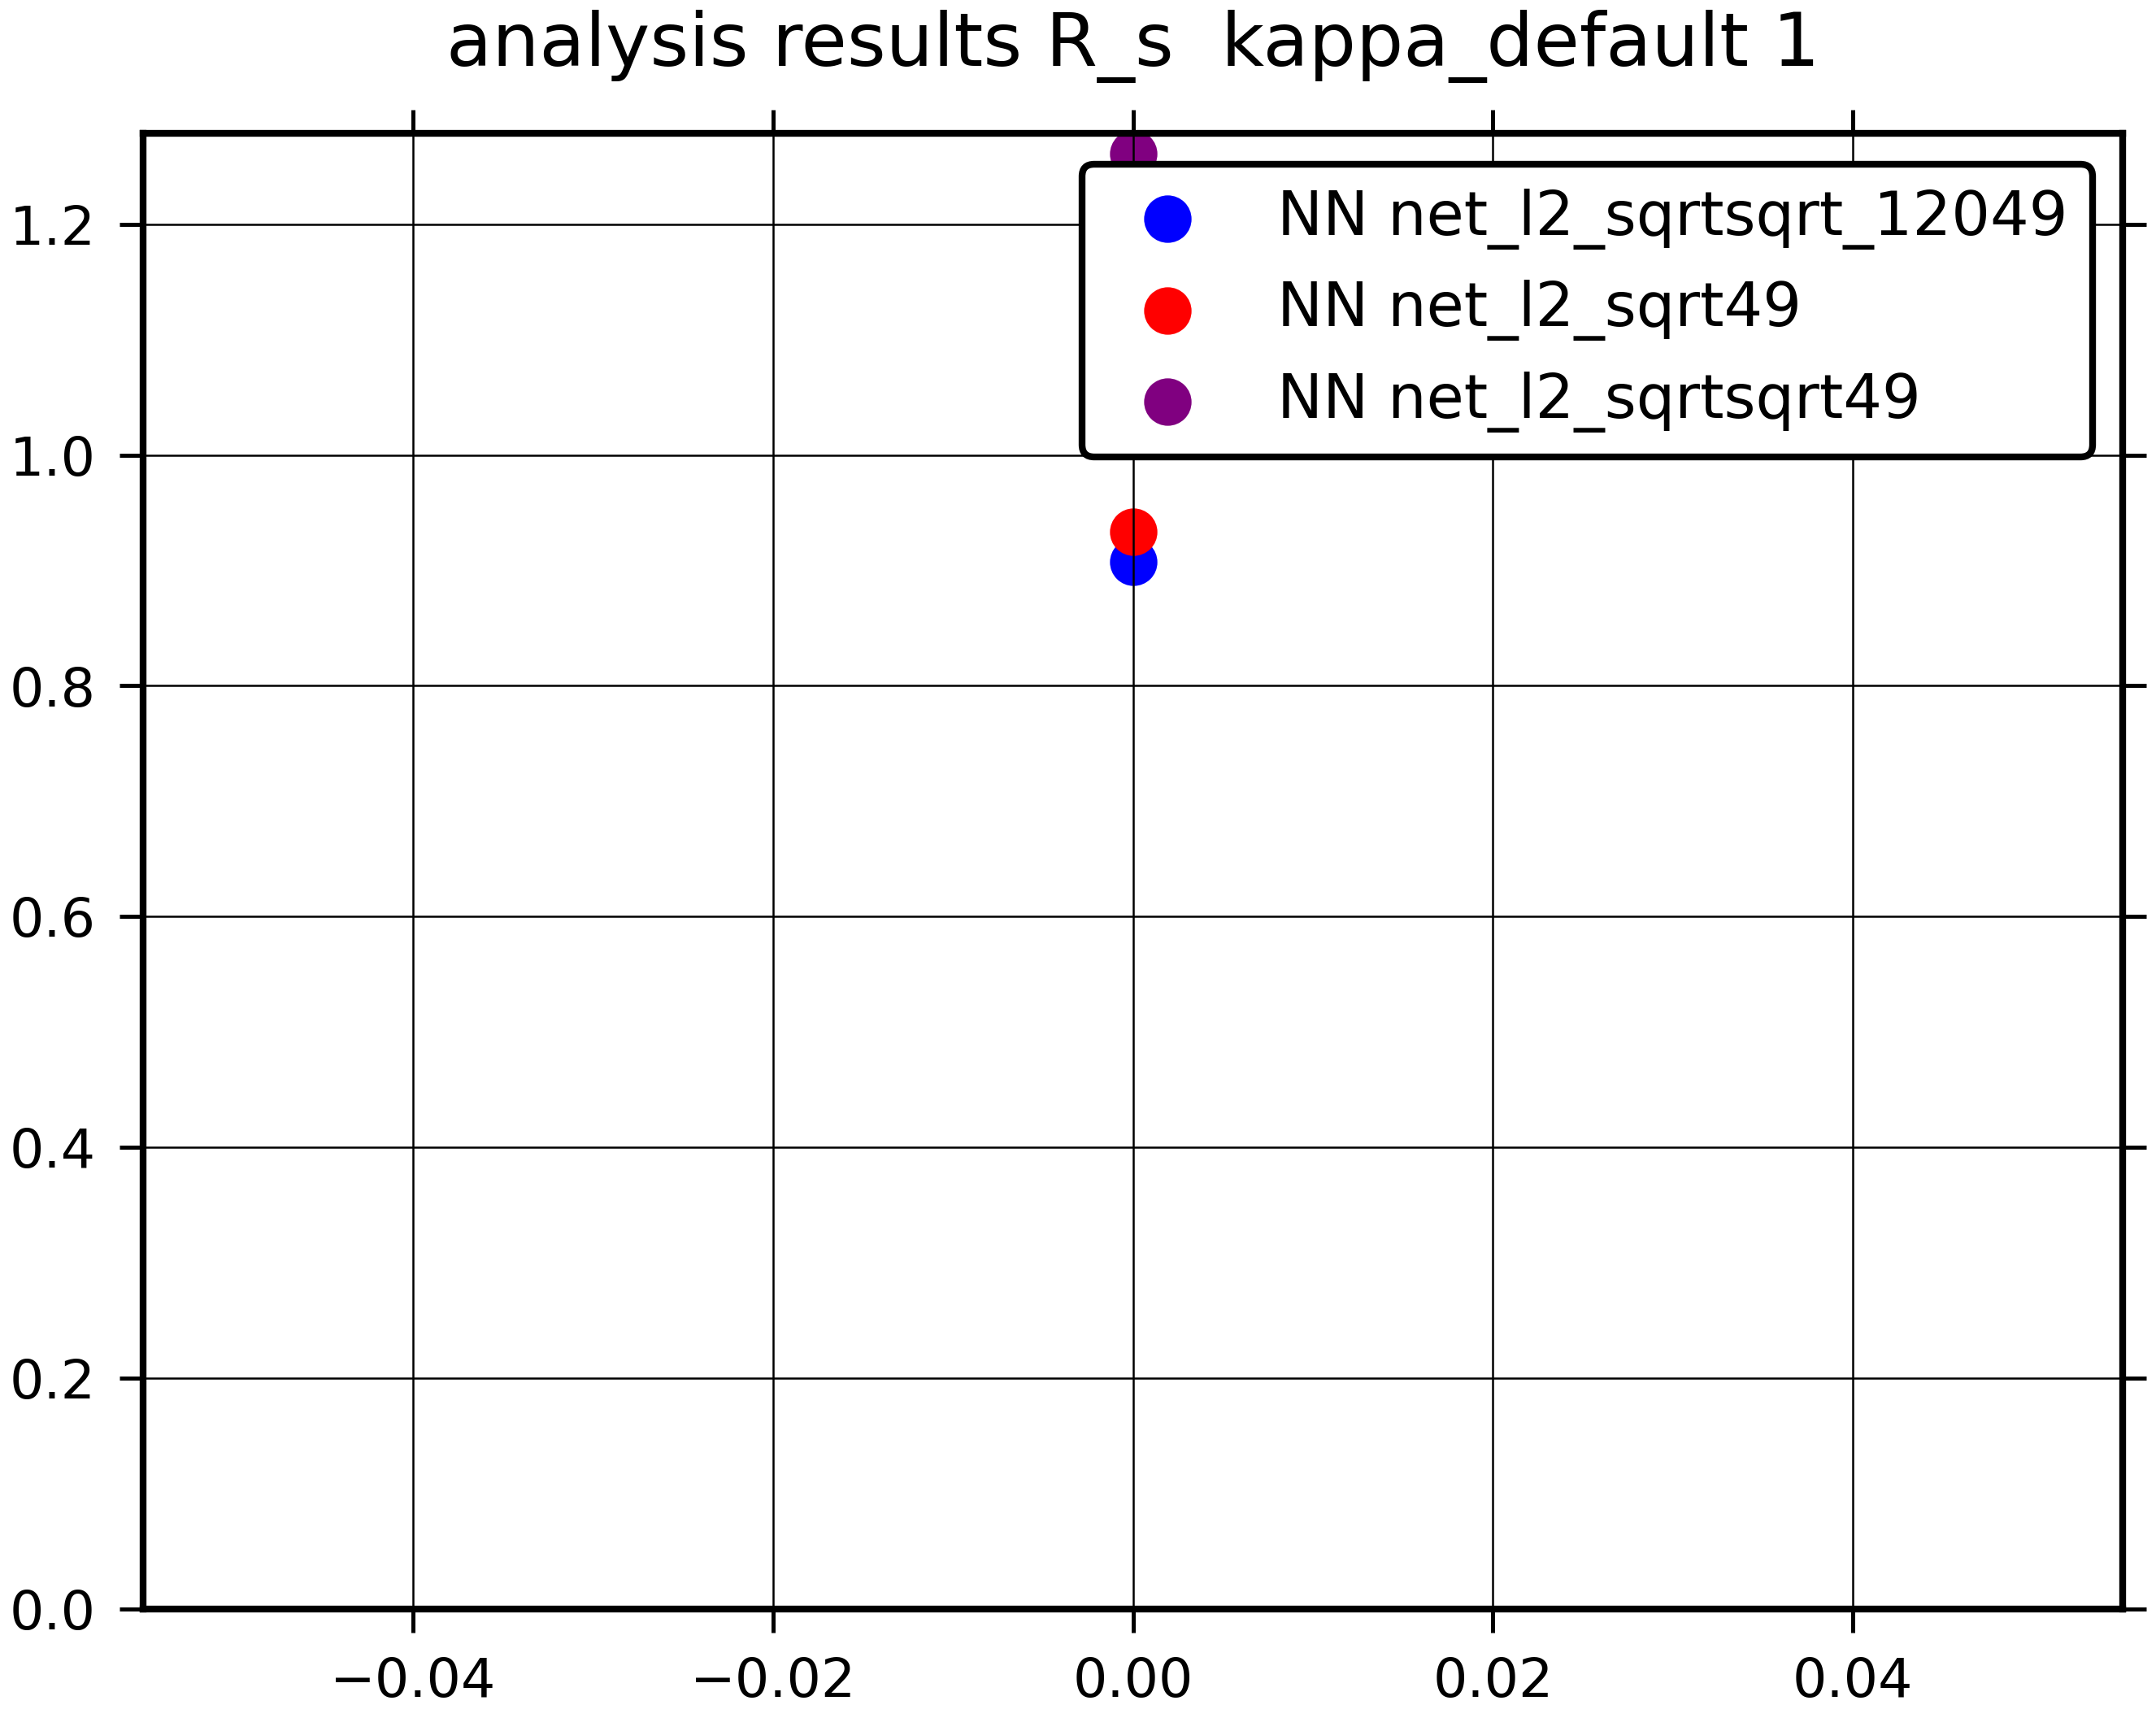 analysis results R_s  kappa_default 1
NN net_l2_sqrtsqrt_12049
NN net_l2_sqrt49
NN net_l2_sqrtsqrt49
1.2
1.0
0.8
0.6
0.4
0.2
0.0
−0.04 −0.02 0.00 0.02 0.04